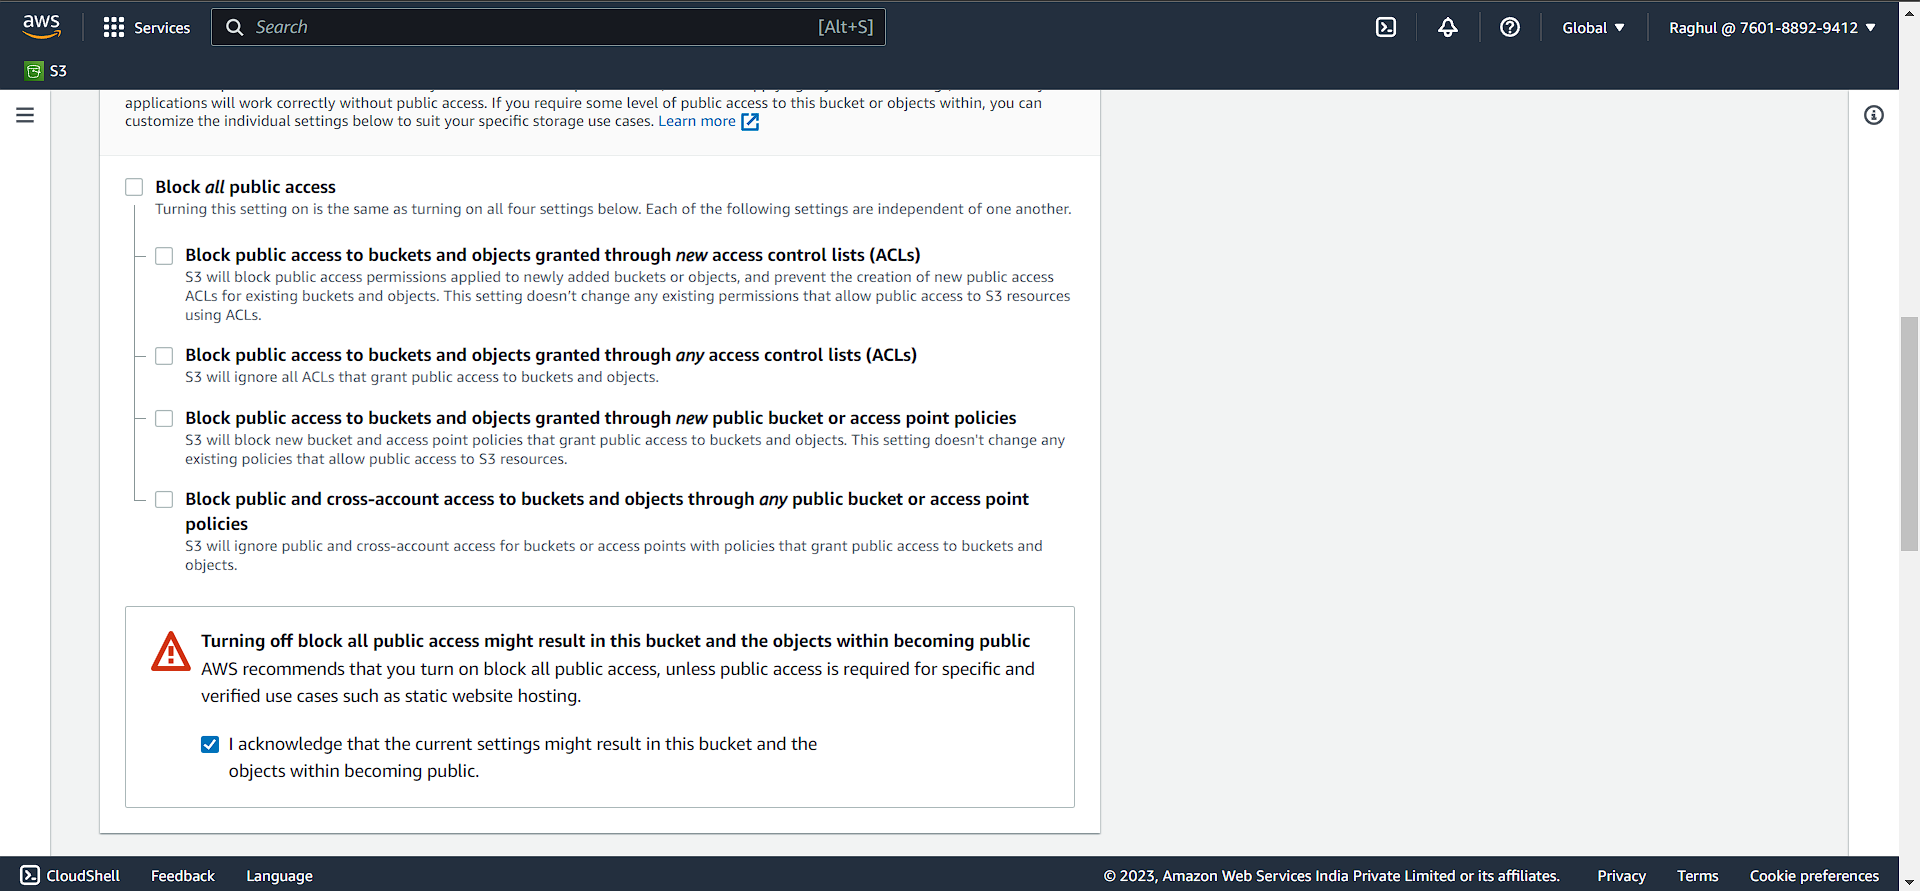 aws
Services
Search
[Alt+S]
Global
Raghul @ 7601-8892-9412
S3
applications will work correctly without public access. If you require some level of public access to this bucket or objects within, you can
customize the individual settings below to suit your specific storage use cases. Learn more
Block all public access
Turning this setting on is the same as turning on all four settings below. Each of the following settings are independent of one another.
Block public access to buckets and objects granted through new access control lists (ACLs)
S3 will block public access permissions applied to newly added buckets or objects, and prevent the creation of new public access
ACLs for existing buckets and objects. This setting doesn't change any existing permissions that allow public access to S3 resources
using ACLs.
Block public access to buckets and objects granted through any access control lists (ACLs)
S3 will ignore all ACLs that grant public access to buckets and objects.
Block public access to buckets and objects granted through new public bucket or access point policies
S3 will block new bucket and access point policies that grant public access to buckets and objects. This setting doesn't change any
existing policies that allow public access to S3 resources.
Block public and cross-account access to buckets and objects through any public bucket or access point
policies
S3 will ignore public and cross-account access for buckets or access points with policies that grant public access to buckets and
objects.
Turning off block all public access might result in this bucket and the objects within becoming public
AWS recommends that you turn on block all public access, unless public access is required for specific and
verified use cases such as static website hosting.
I acknowledge that the current settings might result in this bucket and the
objects within becoming public.
CloudShell
Feedback
Language
© 2023, Amazon Web Services India Private Limited or its affiliates.
Privacy
Terms
Cookie preferences